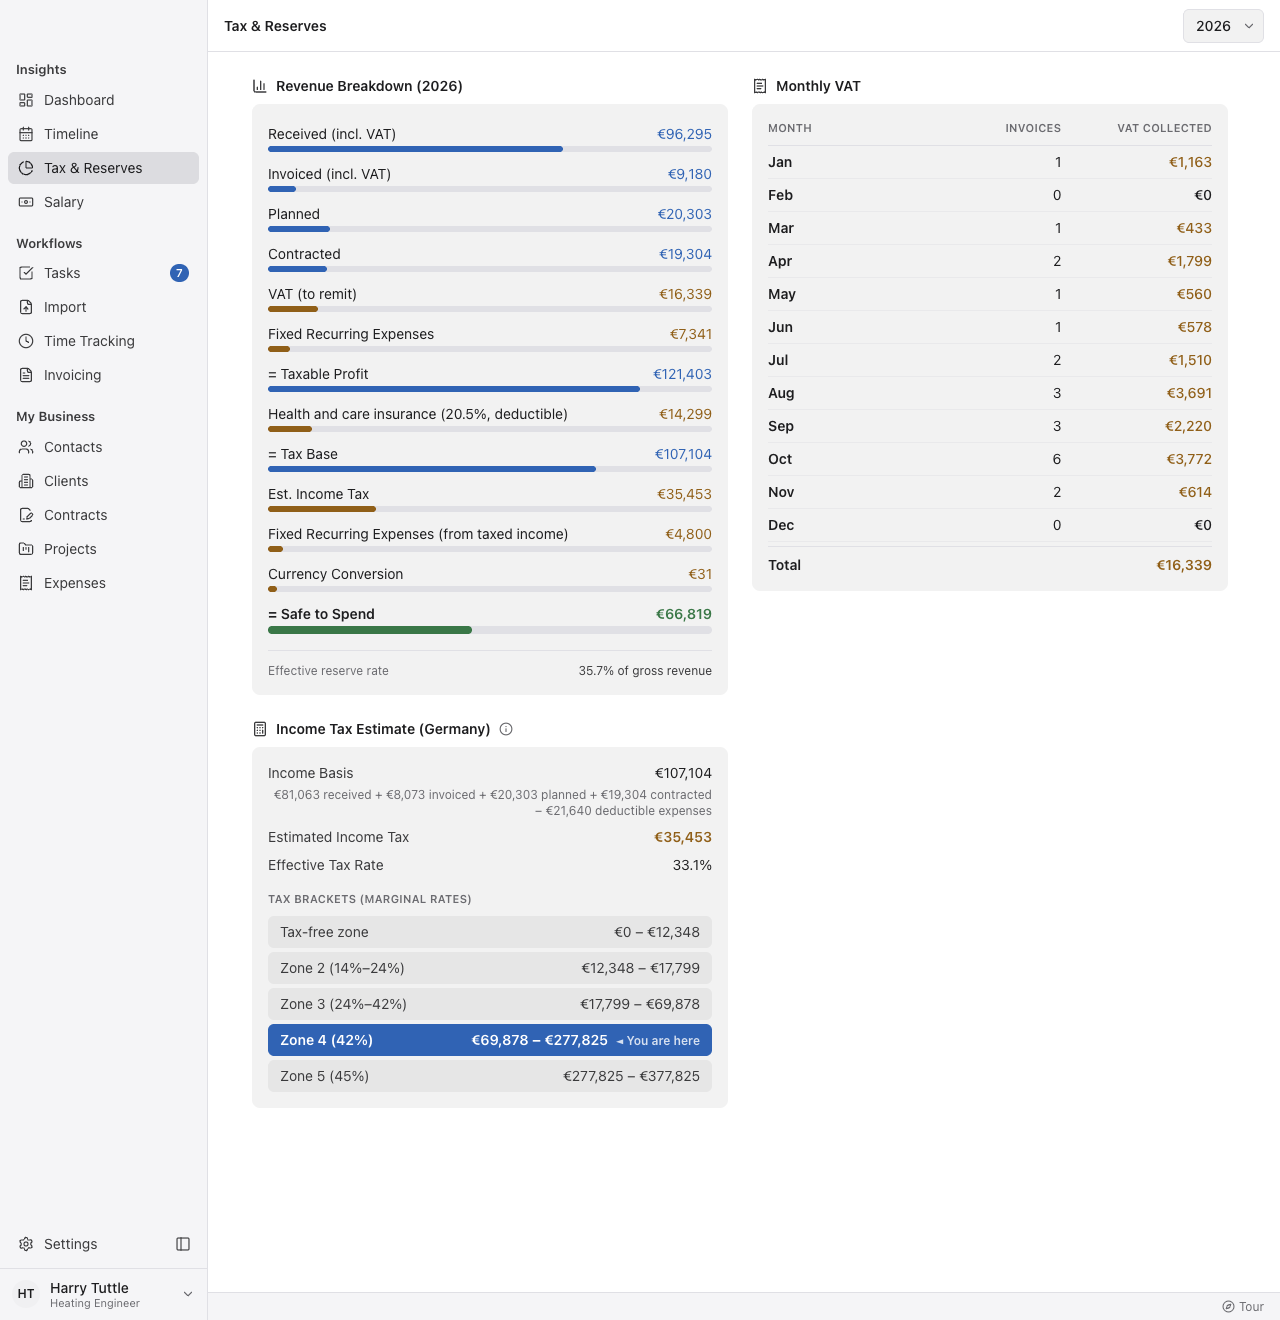 Tax & Reserves
2026
Insights
Dashboard
Timeline
Tax & Reserves
Salary
Workflows
Tasks 7
Import
Time Tracking
Invoicing
My Business
Contacts
Clients
Contracts
Projects
Expenses
Settings
HT
Harry Tuttle
Heating Engineer
Revenue Breakdown (2026)
Received (incl. VAT) €96,295
Invoiced (incl. VAT) €9,180
Planned €20,303
Contracted €19,304
VAT (to remit) €16,339
Fixed Recurring Expenses €7,341
= Taxable Profit €121,403
Health and care insurance (20.5%, deductible) €14,299
= Tax Base €107,104
Est. Income Tax €35,453
Fixed Recurring Expenses (from taxed income) €4,800
Currency Conversion €31
= Safe to Spend €66,819
Effective reserve rate 35.7% of gross revenue
Monthly VAT
MONTH INVOICES VAT COLLECTED
Jan 1 €1,163
Feb 0 €0
Mar 1 €433
Apr 2 €1,799
May 1 €560
Jun 1 €578
Jul 2 €1,510
Aug 3 €3,691
Sep 3 €2,220
Oct 6 €3,772
Nov 2 €614
Dec 0 €0
Total €16,339
Income Tax Estimate (Germany)
Income Basis €107,104
€81,063 received + €8,073 invoiced + €20,303 planned + €19,304 contracted
− €21,640 deductible expenses
Estimated Income Tax €35,453
Effective Tax Rate 33.1%
TAX BRACKETS (MARGINAL RATES)
Tax-free zone €0 – €12,348
Zone 2 (14%–24%) €12,348 – €17,799
Zone 3 (24%–42%) €17,799 – €69,878
Zone 4 (42%) €69,878 – €277,825 ◄ You are here
Zone 5 (45%) €277,825 – €377,825
Tour